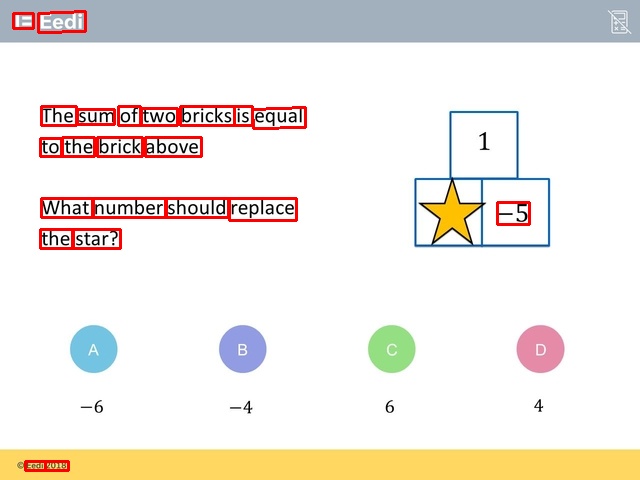 Eedi
The sum of two bricks is equal
to the brick above
What number should replace
the star?
1
−5
A
B
C
D
−6
−4
6
4
© Eedi 2018